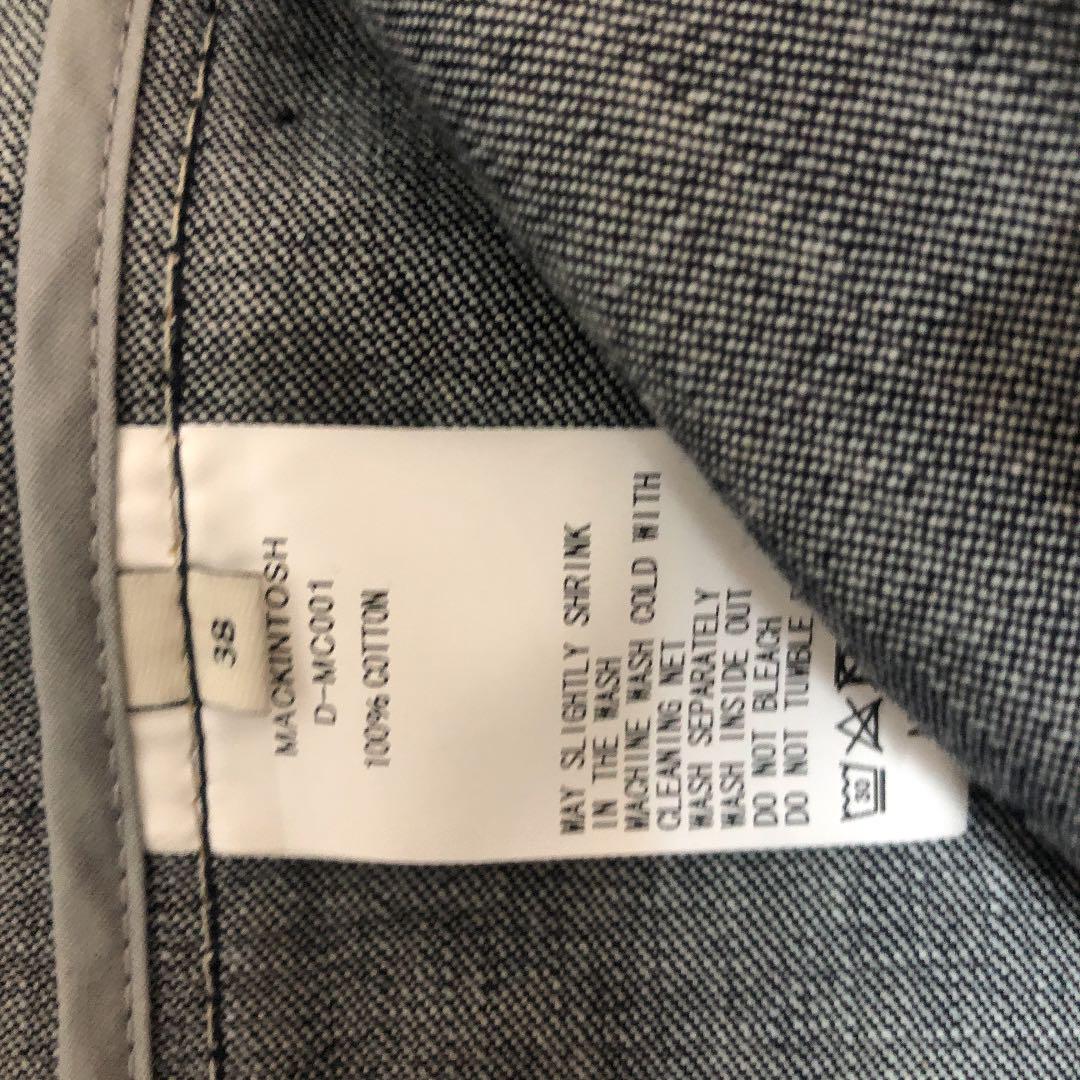 38
MACKINTOSH
D-MC001
100% COTTON
MAY SLIGHTLY SHRINK
IN THE WASH
MACHINE WASH COLD WITH
CLEANING NET
WASH SEPARATELY
WASH INSIDE OUT
DO NOT BLEACH
DO NOT TUMBLE
30